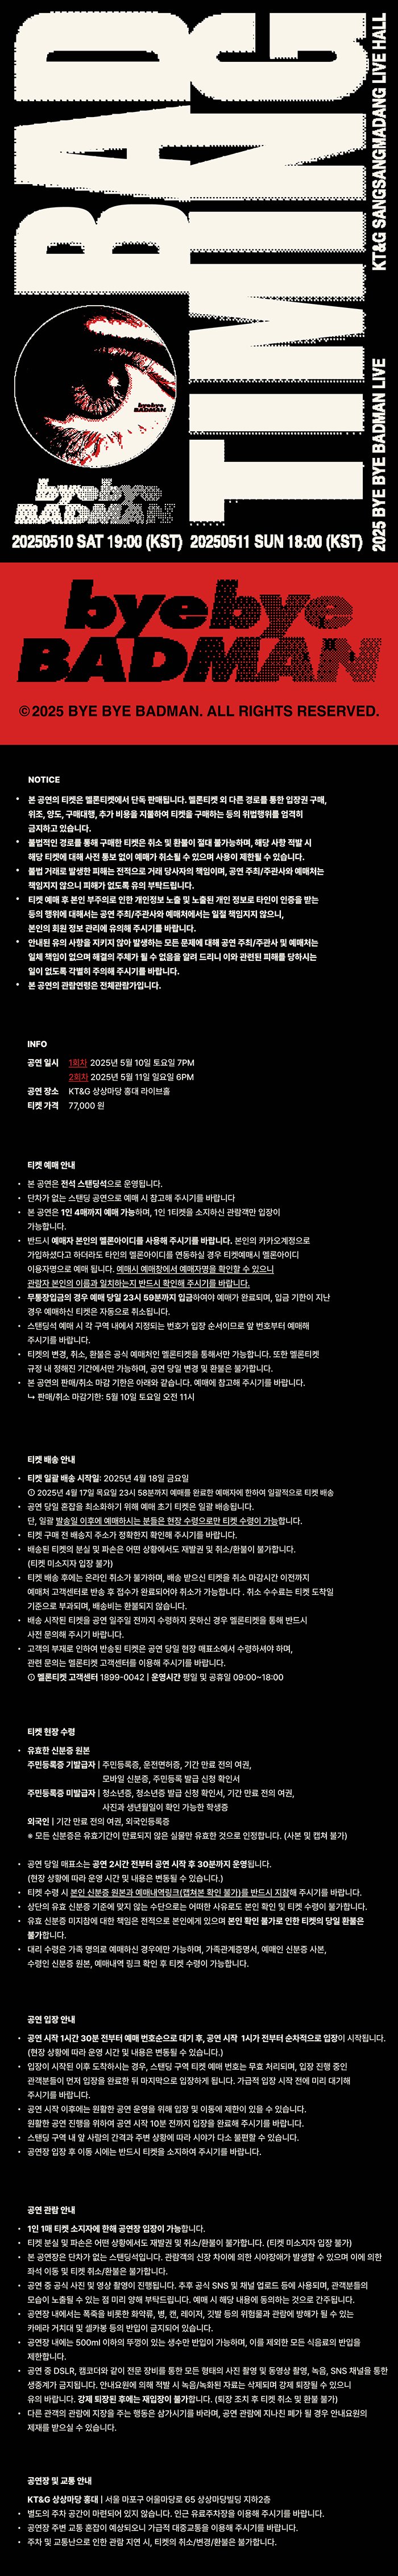 BAD
TIMING
KT&G SANGSANGMADANG LIVE HALL
2025 BYE BYE BADMAN LIVE
byebye
BADMAN
byebye
BADMAN
20250510 SAT 19:00 (KST) 20250511 SUN 18:00 (KST)
byebye
BADMAN
©2025 BYE BYE BADMAN. ALL RIGHTS RESERVED.
NOTICE
• 본 공연의 티켓은 멜론티켓에서 단독 판매됩니다. 멜론티켓 외 다른 경로를 통한 입장권 구매,
위조, 양도, 구매대행, 추가 비용을 지불하여 티켓을 구매하는 등의 위법행위를 엄격히
금지하고 있습니다.
• 불법적인 경로를 통해 구매한 티켓은 취소 및 환불이 절대 불가능하며, 해당 사항 적발 시
해당 티켓에 대해 사전 통보 없이 예매가 취소될 수 있으며 사용이 제한될 수 있습니다.
• 불법 거래로 발생한 피해는 전적으로 거래 당사자의 책임이며, 공연 주최/주관사와 예매처는
책임지지 않으니 피해가 없도록 유의 부탁드립니다.
• 티켓 예매 후 본인 부주의로 인한 개인정보 노출 및 노출된 개인 정보로 타인이 인증을 받는
등의 행위에 대해서는 공연 주최/주관사와 예매처에서는 일절 책임지지 않으니,
본인의 회원 정보 관리에 유의해 주시기를 바랍니다.
• 안내된 유의 사항을 지키지 않아 발생하는 모든 문제에 대해 공연 주최/주관사 및 예매처는
일체 책임이 없으며 해결의 주체가 될 수 없음을 알려 드리니 이와 관련된 피해를 당하시는
일이 없도록 각별히 주의해 주시기를 바랍니다.
• 본 공연의 관람연령은 전체관람가입니다.
INFO
공연 일시 1회차 2025년 5월 10일 토요일 7PM
2회차 2025년 5월 11일 일요일 6PM
공연 장소 KT&G 상상마당 홍대 라이브홀
티켓 가격 77,000 원
티켓 예매 안내
• 본 공연은 전석 스탠딩석으로 운영됩니다.
• 단차가 없는 스탠딩 공연으로 예매 시 참고해 주시기를 바랍니다
• 본 공연은 1인 4매까지 예매 가능하며, 1인 1티켓을 소지하신 관람객만 입장이
가능합니다.
• 반드시 예매자 본인의 멜론아이디를 사용해 주시기를 바랍니다. 본인의 카카오계정으로
가입하셨다고 하더라도 타인의 멜론아이디를 연동하실 경우 티켓예매시 멜론아이디
이용자명으로 예매 됩니다. 예매시 예매창에서 예매자명을 확인할 수 있으니
관람자 본인의 이름과 일치하는지 반드시 확인해 주시기를 바랍니다.
• 무통장입금의 경우 예매 당일 23시 59분까지 입금하여야 예매가 완료되며, 입금 기한이 지난
경우 예매하신 티켓은 자동으로 취소됩니다.
• 스탠딩석 예매 시 각 구역 내에서 지정되는 번호가 입장 순서이므로 앞 번호부터 예매해
주시기를 바랍니다.
• 티켓의 변경, 취소, 환불은 공식 예매처인 멜론티켓을 통해서만 가능합니다. 또한 멜론티켓
규정 내 정해진 기간에서만 가능하며, 공연 당일 변경 및 환불은 불가합니다.
• 본 공연의 판매/취소 마감 기한은 아래와 같습니다. 예매에 참고해 주시기를 바랍니다.
↳ 판매/취소 마감기한: 5월 10일 토요일 오전 11시
티켓 배송 안내
• 티켓 일괄 배송 시작일: 2025년 4월 18일 금요일
ⓘ 2025년 4월 17일 목요일 23시 58분까지 예매를 완료한 예매자에 한하여 일괄적으로 티켓 배송
• 공연 당일 혼잡을 최소화하기 위해 예매 초기 티켓은 일괄 배송됩니다.
단, 일괄 발송일 이후에 예매하시는 분들은 현장 수령으로만 티켓 수령이 가능합니다.
• 티켓 구매 전 배송지 주소가 정확한지 확인해 주시기를 바랍니다.
• 배송된 티켓의 분실 및 파손은 어떤 상황에서도 재발권 및 취소/환불이 불가합니다.
(티켓 미소지자 입장 불가)
• 티켓 배송 후에는 온라인 취소가 불가하며, 배송 받으신 티켓을 취소 마감시간 이전까지
예매처 고객센터로 반송 후 접수가 완료되어야 취소가 가능합니다 . 취소 수수료는 티켓 도착일
기준으로 부과되며, 배송비는 환불되지 않습니다.
• 배송 시작된 티켓을 공연 일주일 전까지 수령하지 못하신 경우 멜론티켓을 통해 반드시
사전 문의해 주시기 바랍니다.
• 고객의 부재로 인하여 반송된 티켓은 공연 당일 현장 매표소에서 수령하셔야 하며,
관련 문의는 멜론티켓 고객센터를 이용해 주시기를 바랍니다.
ⓘ 멜론티켓 고객센터 1899-0042 | 운영시간 평일 및 공휴일 09:00~18:00
티켓 현장 수령
• 유효한 신분증 원본
주민등록증 기발급자 | 주민등록증, 운전면허증, 기간 만료 전의 여권,
모바일 신분증, 주민등록 발급 신청 확인서
주민등록증 미발급자 | 청소년증, 청소년증 발급 신청 확인서, 기간 만료 전의 여권,
사진과 생년월일이 확인 가능한 학생증
외국인 | 기간 만료 전의 여권, 외국인등록증
※ 모든 신분증은 유효기간이 만료되지 않은 실물만 유효한 것으로 인정합니다. (사본 및 캡쳐 불가)
• 공연 당일 매표소는 공연 2시간 전부터 공연 시작 후 30분까지 운영됩니다.
(현장 상황에 따라 운영 시간 및 내용은 변동될 수 있습니다.)
• 티켓 수령 시 본인 신분증 원본과 예매내역링크(캡쳐본 확인 불가)를 반드시 지참해 주시기를 바랍니다.
• 상단의 유효 신분증 기준에 맞지 않는 수단으로는 어떠한 사유로도 본인 확인 및 티켓 수령이 불가합니다.
• 유효 신분증 미지참에 대한 책임은 전적으로 본인에게 있으며 본인 확인 불가로 인한 티켓의 당일 환불은
불가합니다.
• 대리 수령은 가족 명의로 예매하신 경우에만 가능하며, 가족관계증명서, 예매인 신분증 사본,
수령인 신분증 원본, 예매내역 링크 확인 후 티켓 수령이 가능합니다.
공연 입장 안내
• 공연 시작 1시간 30분 전부터 예매 번호순으로 대기 후, 공연 시작 1시가 전부터 순차적으로 입장이 시작됩니다.
(현장 상황에 따라 운영 시간 및 내용은 변동될 수 있습니다.)
• 입장이 시작된 이후 도착하시는 경우, 스탠딩 구역 티켓 예매 번호는 무효 처리되며, 입장 진행 중인
관객분들이 먼저 입장을 완료한 뒤 마지막으로 입장하게 됩니다. 가급적 입장 시작 전에 미리 대기해
주시기를 바랍니다.
• 공연 시작 이후에는 원활한 공연 운영을 위해 입장 및 이동에 제한이 있을 수 있습니다.
원활한 공연 진행을 위하여 공연 시작 10분 전까지 입장을 완료해 주시기를 바랍니다.
• 스탠딩 구역 내 앞 사람의 간격과 주변 상황에 따라 시야가 다소 불편할 수 있습니다.
• 공연장 입장 후 이동 시에는 반드시 티켓을 소지하여 주시기를 바랍니다.
공연 관람 안내
• 1인 1매 티켓 소지자에 한해 공연장 입장이 가능합니다.
• 티켓 분실 및 파손은 어떤 상황에서도 재발권 및 취소/환불이 불가합니다. (티켓 미소지자 입장 불가)
• 본 공연장은 단차가 없는 스탠딩석입니다. 관람객의 신장 차이에 의한 시야장애가 발생할 수 있으며 이에 의한
좌석 이동 및 티켓 취소/환불은 불가합니다.
• 공연 중 공식 사진 및 영상 촬영이 진행됩니다. 추후 공식 SNS 및 채널 업로드 등에 사용되며, 관객분들의
모습이 노출될 수 있는 점 미리 양해 부탁드립니다. 예매 시 해당 내용에 동의하는 것으로 간주됩니다.
• 공연장 내에서는 폭죽을 비롯한 화약류, 병, 캔, 레이저, 깃발 등의 위험물과 관람에 방해가 될 수 있는
카메라 거치대 및 셀카봉 등의 반입이 금지되어 있습니다.
• 공연장 내에는 500ml 이하의 뚜껑이 있는 생수만 반입이 가능하며, 이를 제외한 모든 식음료의 반입을
제한합니다.
• 공연 중 DSLR, 캠코더와 같이 전문 장비를 통한 모든 형태의 사진 촬영 및 동영상 촬영, 녹음, SNS 채널을 통한
생중계가 금지됩니다. 안내요원에 의해 적발 시 녹음/녹화된 자료는 삭제되며 강제 퇴장될 수 있으니
유의 바랍니다. 강제 퇴장된 후에는 재입장이 불가합니다. (퇴장 조치 후 티켓 취소 및 환불 불가)
• 다른 관객의 관람에 지장을 주는 행동은 삼가시기를 바라며, 공연 관람에 지나친 폐가 될 경우 안내요원의
제재를 받으실 수 있습니다.
공연장 및 교통 안내
KT&G 상상마당 홍대 | 서울 마포구 어울마당로 65 상상마당빌딩 지하2층
• 별도의 주차 공간이 마련되어 있지 않습니다. 인근 유료주차장을 이용해 주시기를 바랍니다.
• 공연장 주변 교통 혼잡이 예상되오니 가급적 대중교통을 이용해 주시기를 바랍니다.
• 주차 및 교통난으로 인한 관람 지연 시, 티켓의 취소/변경/환불은 불가합니다.